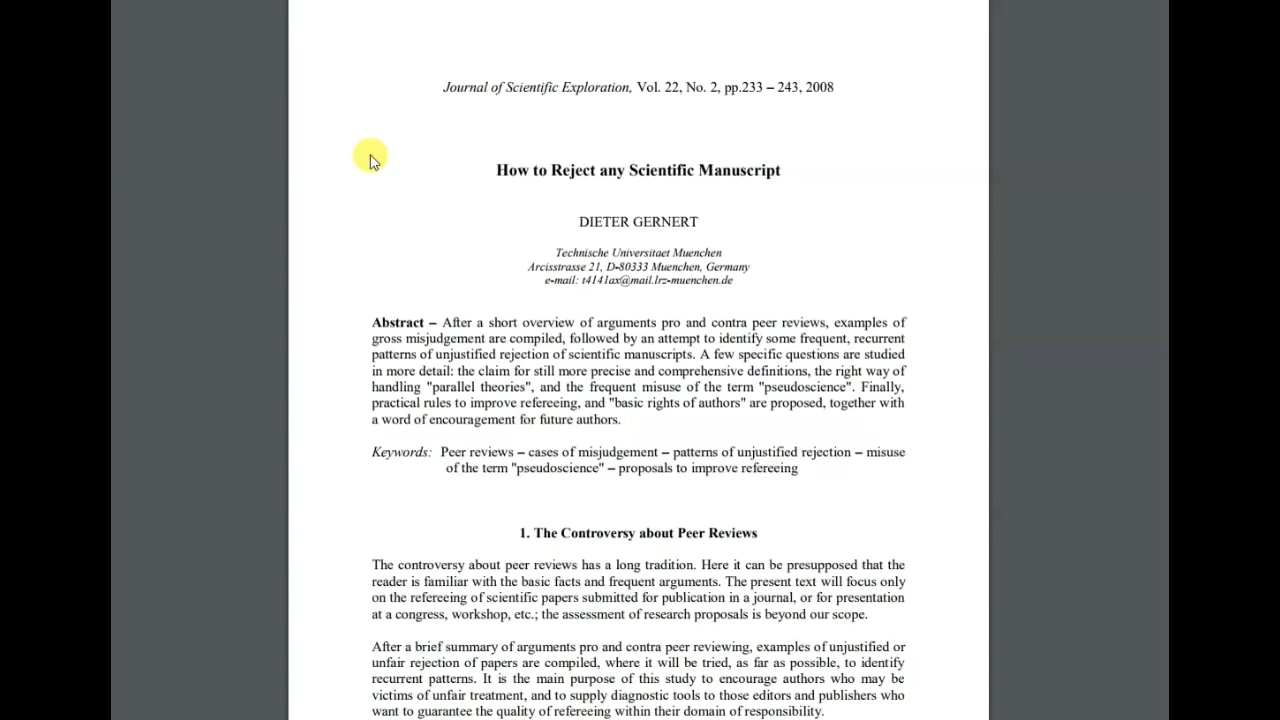 Journal of Scientific Exploration, Vol. 22, No. 2, pp.233 – 243, 2008
How to Reject any Scientific Manuscript
DIETER GERNERT
Technische Universitaet Muenchen
Arcisstrasse 21, D-80333 Muenchen, Germany
e-mail: t4141ax@mail.lrz-muenchen.de
Abstract – After a short overview of arguments pro and contra peer reviews, examples of
gross misjudgement are compiled, followed by an attempt to identify some frequent, recurrent
patterns of unjustified rejection of scientific manuscripts. A few specific questions are studied
in more detail: the claim for still more precise and comprehensive definitions, the right way of
handling "parallel theories", and the frequent misuse of the term "pseudoscience". Finally,
practical rules to improve refereeing, and "basic rights of authors" are proposed, together with
a word of encouragement for future authors.
Keywords: Peer reviews – cases of misjudgement – patterns of unjustified rejection – misuse
of the term "pseudoscience" – proposals to improve refereeing
1. The Controversy about Peer Reviews
The controversy about peer reviews has a long tradition. Here it can be presupposed that the
reader is familiar with the basic facts and frequent arguments. The present text will focus only
on the refereeing of scientific papers submitted for publication in a journal, or for presentation
at a congress, workshop, etc.; the assessment of research proposals is beyond our scope.
After a brief summary of arguments pro and contra peer reviewing, examples of unjustified or
unfair rejection of papers are compiled, where it will be tried, as far as possible, to identify
recurrent patterns. It is the main purpose of this study to encourage authors who may be
victims of unfair treatment, and to supply diagnostic tools to those editors and publishers who
want to guarantee the quality of refereeing within their domain of responsibility.